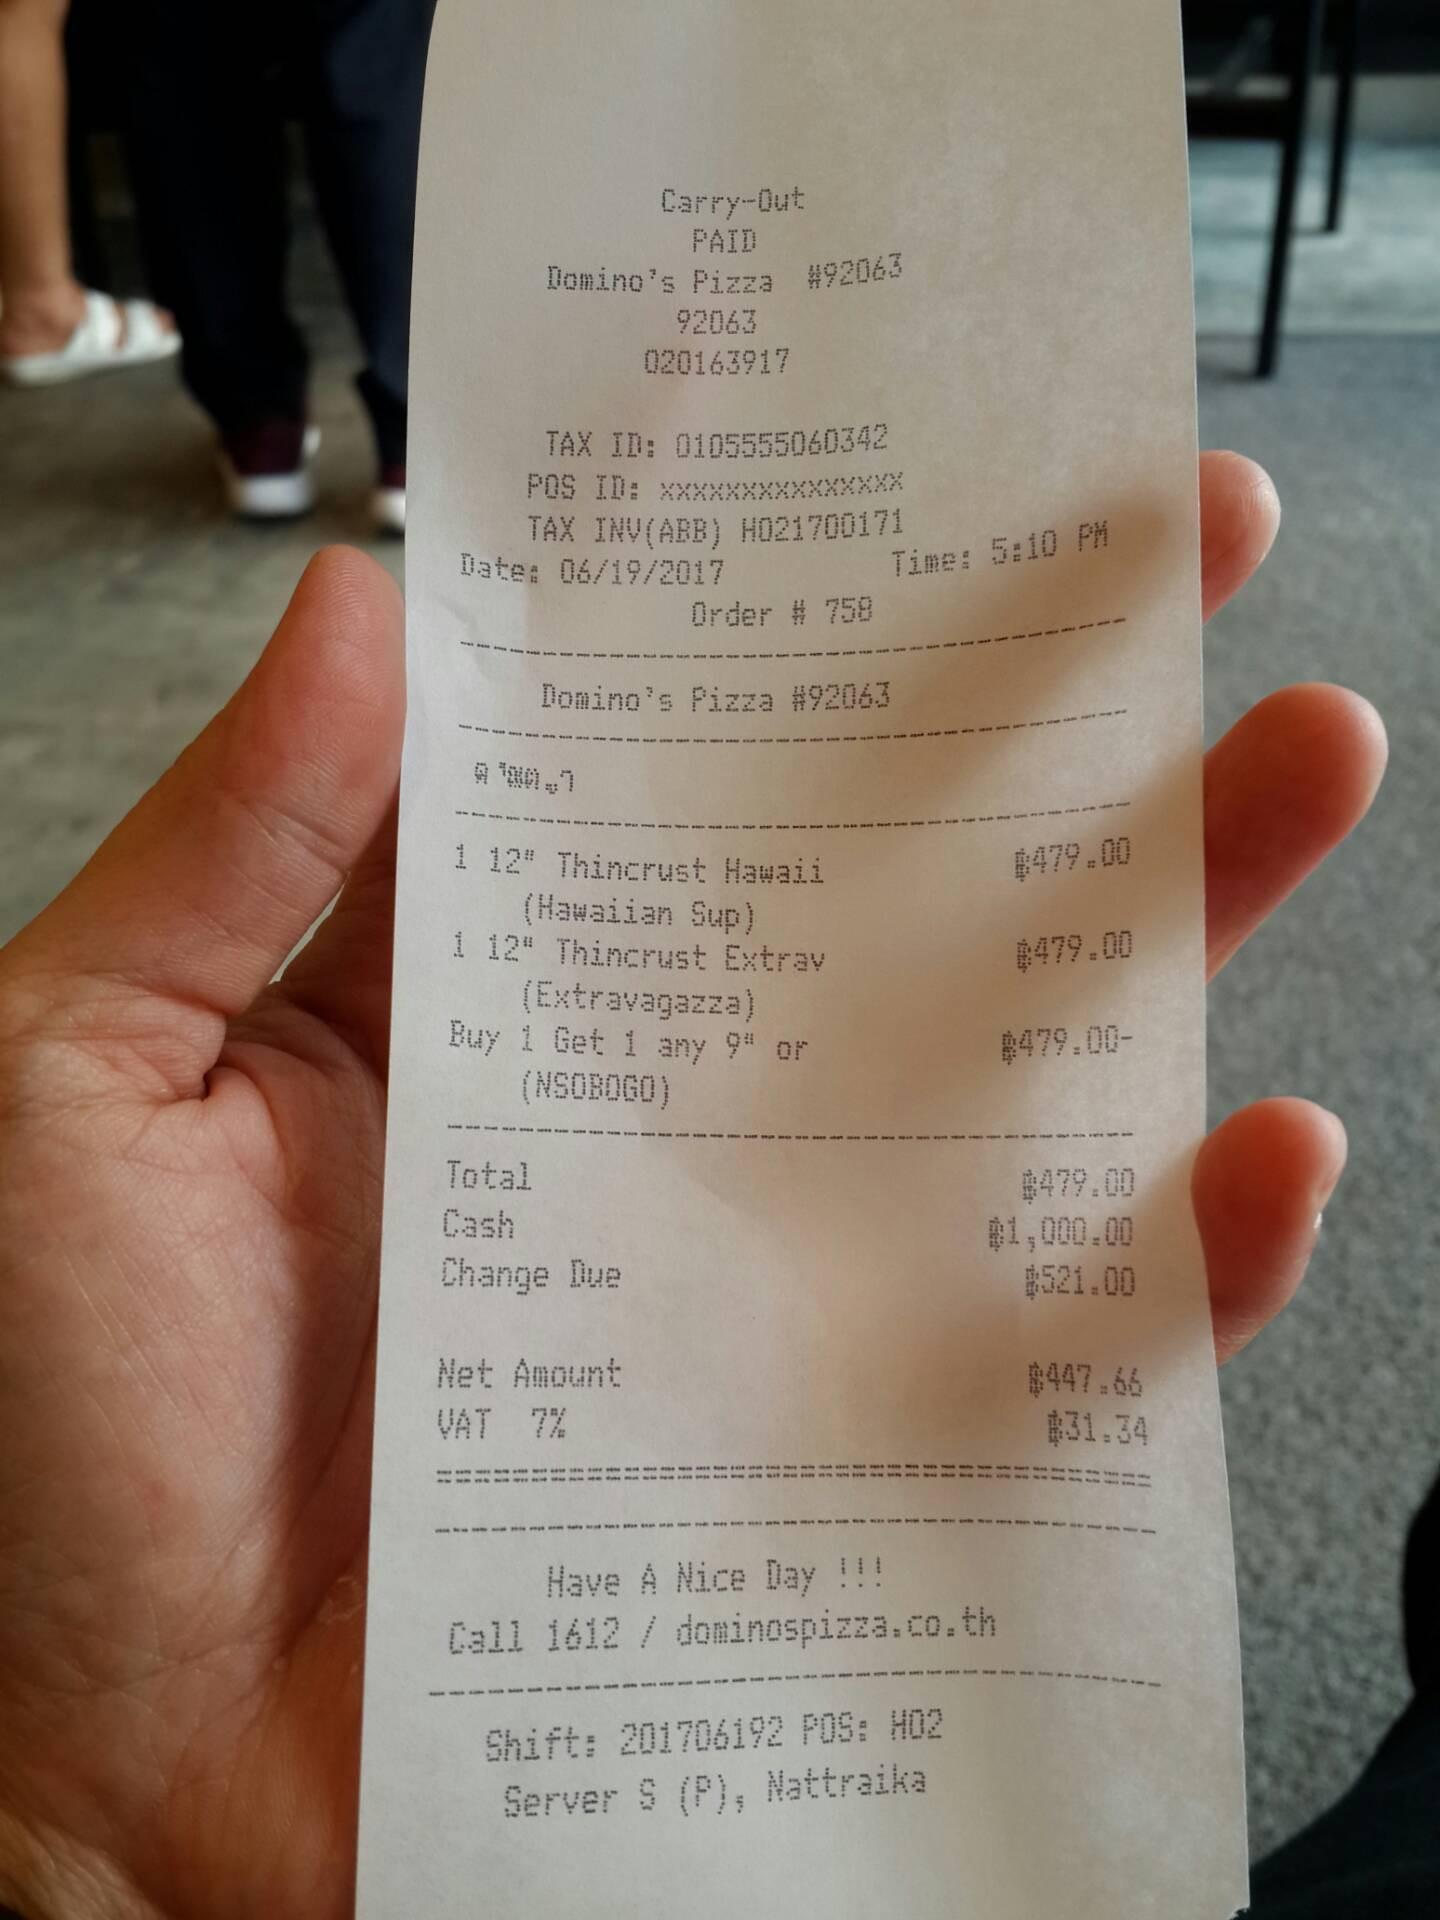 Carry-Out
PAID
Domino's Pizza #92063
92063
020163917
TAX ID: 0105555060342
POS ID: xxxxxxxxxxxxxxx
TAX INV(ABB) H021700171
Date: 06/19/2017 Time: 5:10 PM
Order # 758
Domino's Pizza #92063
1 12" Thincrust Hawaii ฿479.00
(Hawaiian Sup)
1 12" Thincrust Extrav ฿479.00
(Extravagazza)
Buy 1 Get 1 any 9" or ฿479.00-
(NSOBOGO)
Total ฿479.00
Cash ฿1,000.00
Change Due ฿521.00
Net Amount ฿447.66
VAT 7% ฿31.34
Have A Nice Day !!!
Call 1612 / dominospizza.co.th
Shift: 201706192 POS: H02
Server S (P), Nattraika